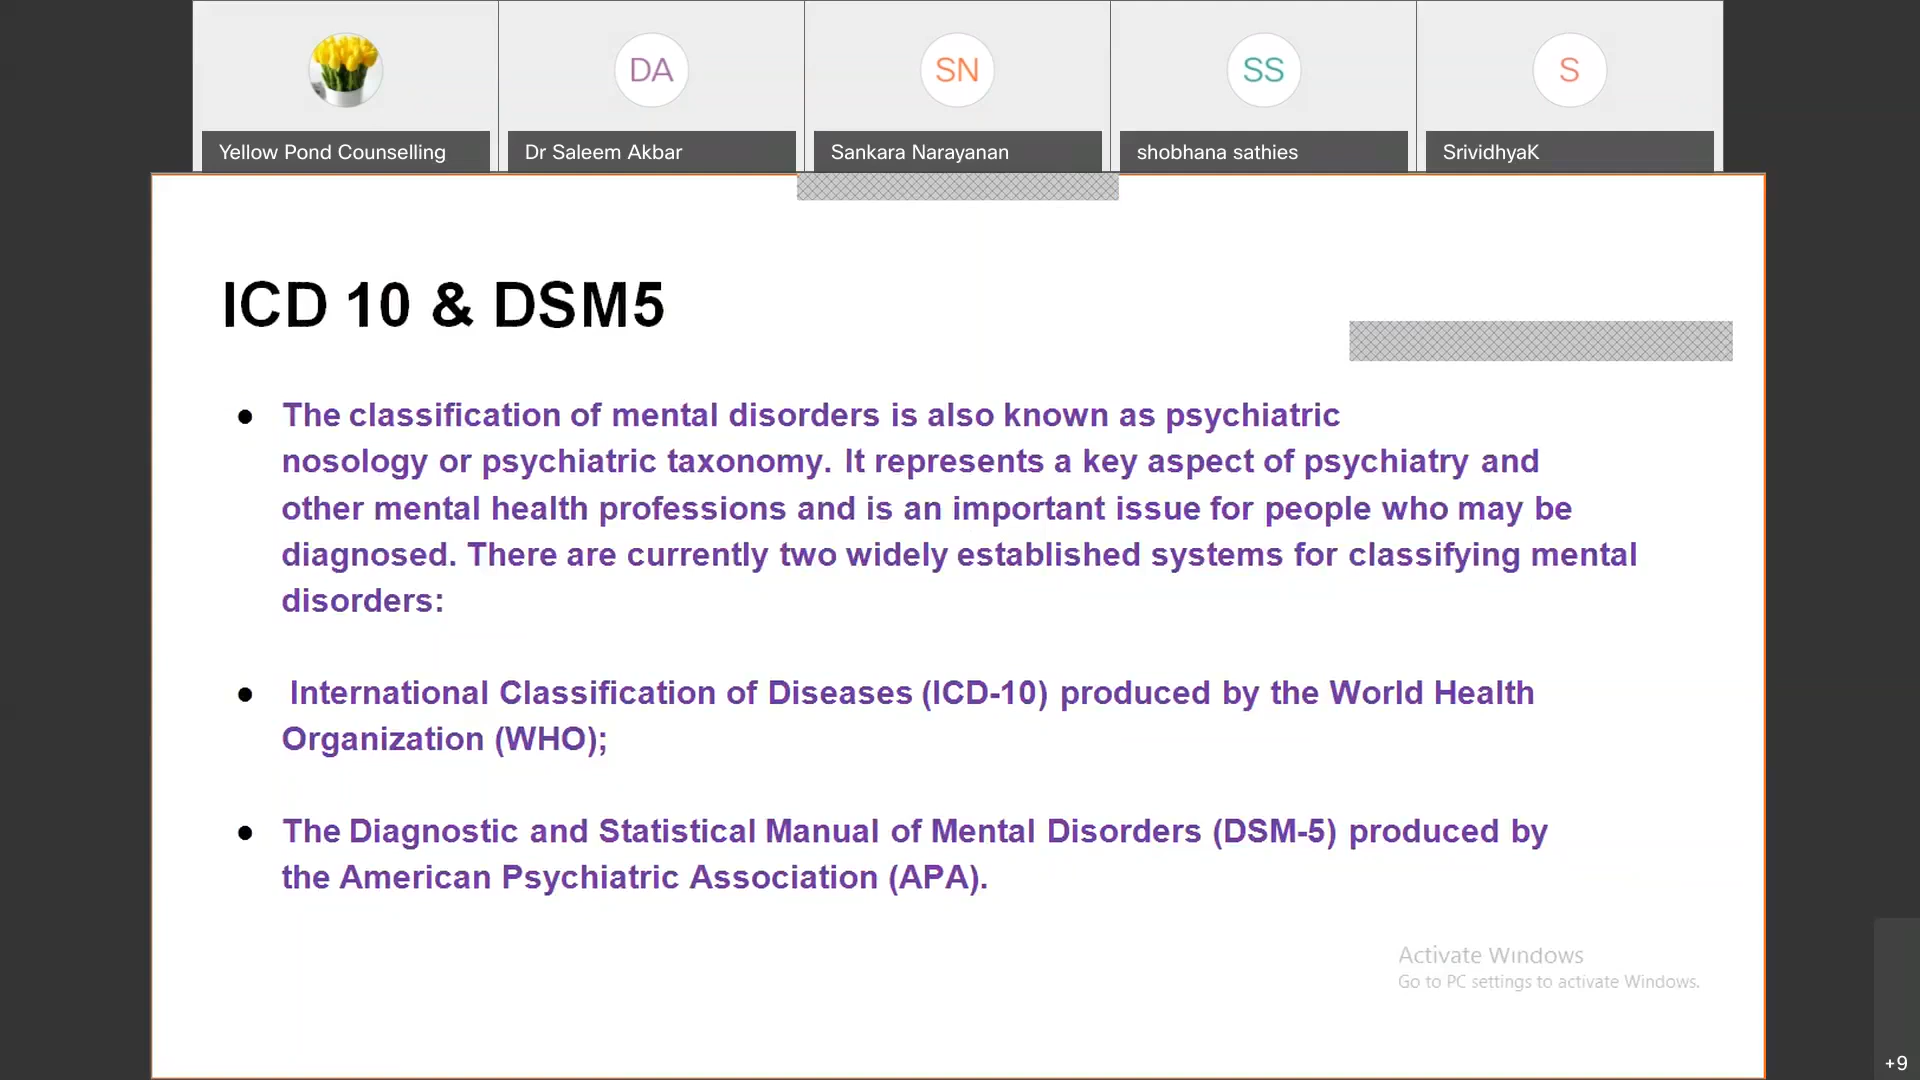 DA
SN
SS
S
Yellow Pond Counselling
Dr Saleem Akbar
Sankara Narayanan
shobhana sathies
SrividhyaK
ICD 10 & DSM5
● The classification of mental disorders is also known as psychiatric
nosology or psychiatric taxonomy. It represents a key aspect of psychiatry and
other mental health professions and is an important issue for people who may be
diagnosed. There are currently two widely established systems for classifying mental
disorders:
● International Classification of Diseases (ICD-10) produced by the World Health
Organization (WHO);
● The Diagnostic and Statistical Manual of Mental Disorders (DSM-5) produced by
the American Psychiatric Association (APA).
Activate Windows
Go to PC settings to activate Windows.
+9